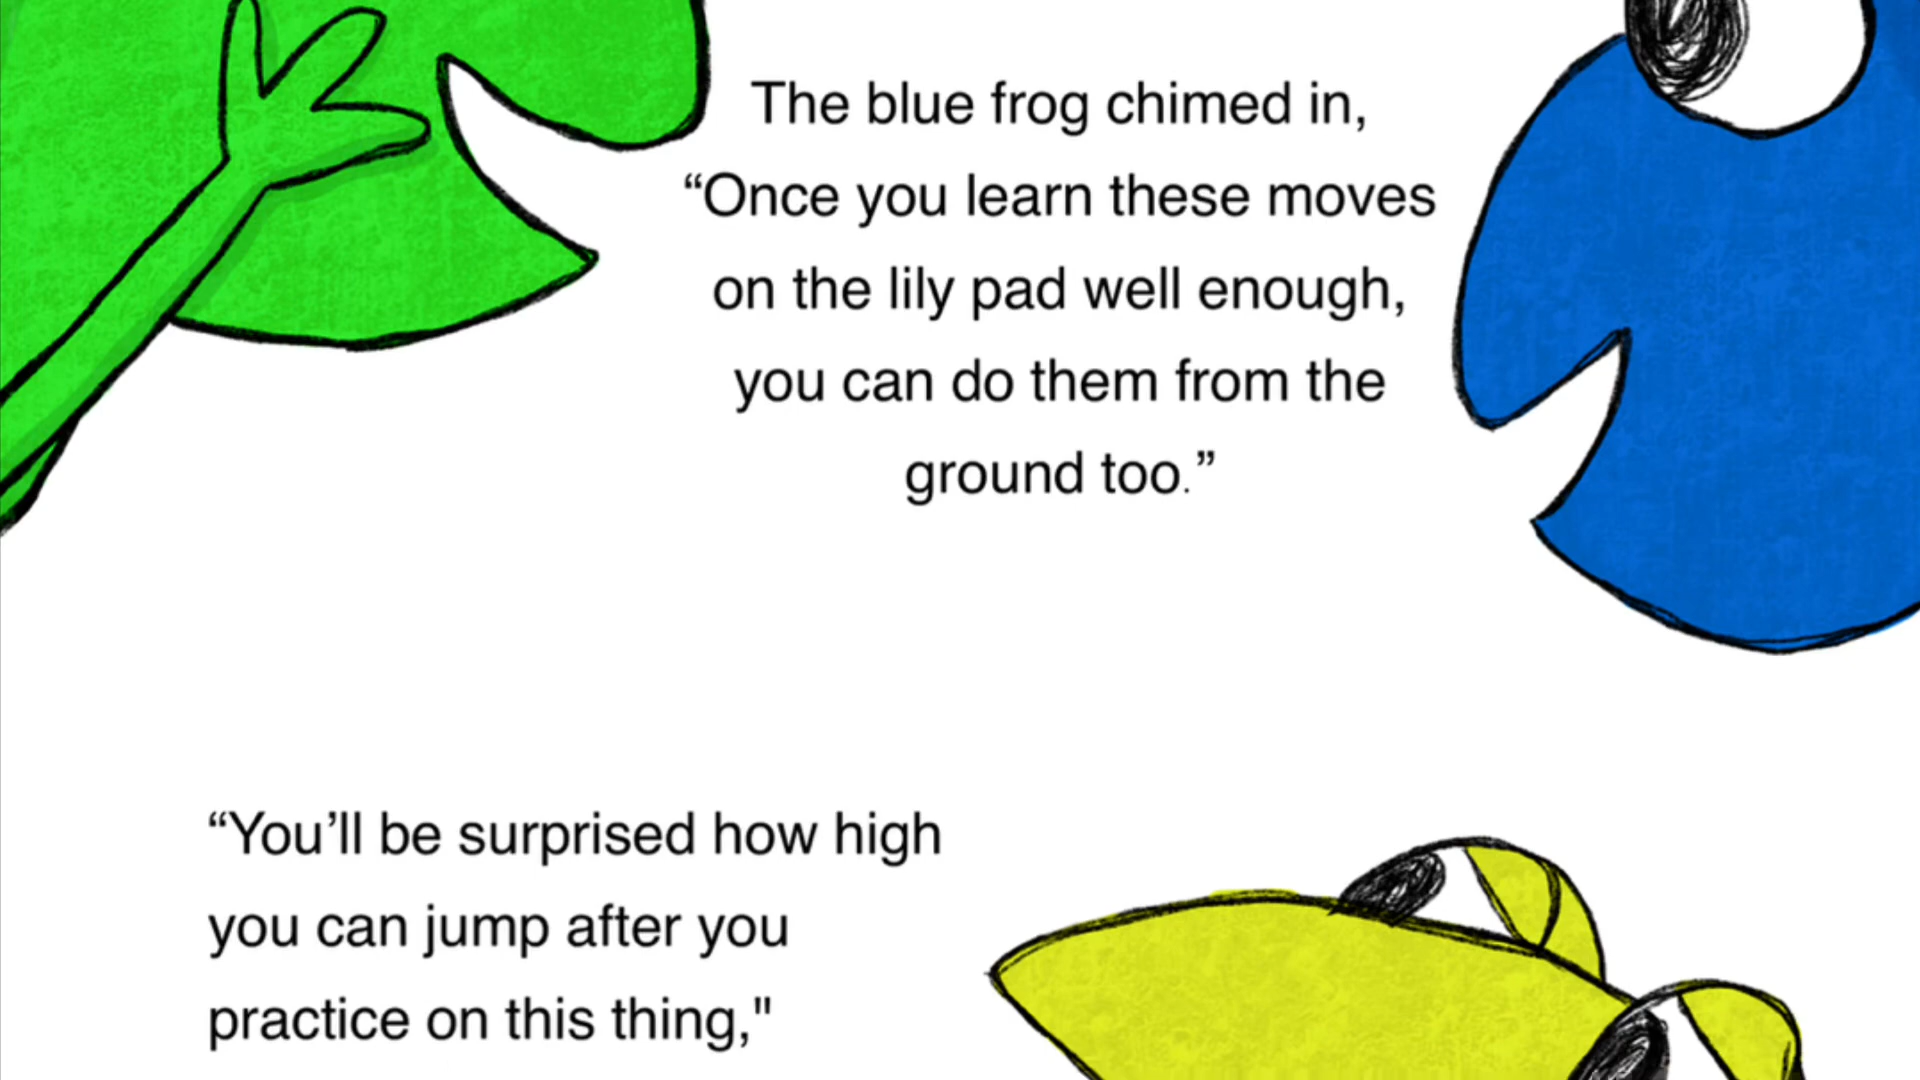 The blue frog chimed in,
“Once you learn these moves
on the lily pad well enough,
you can do them from the
ground too.”
“You’ll be surprised how high
you can jump after you
practice on this thing,"